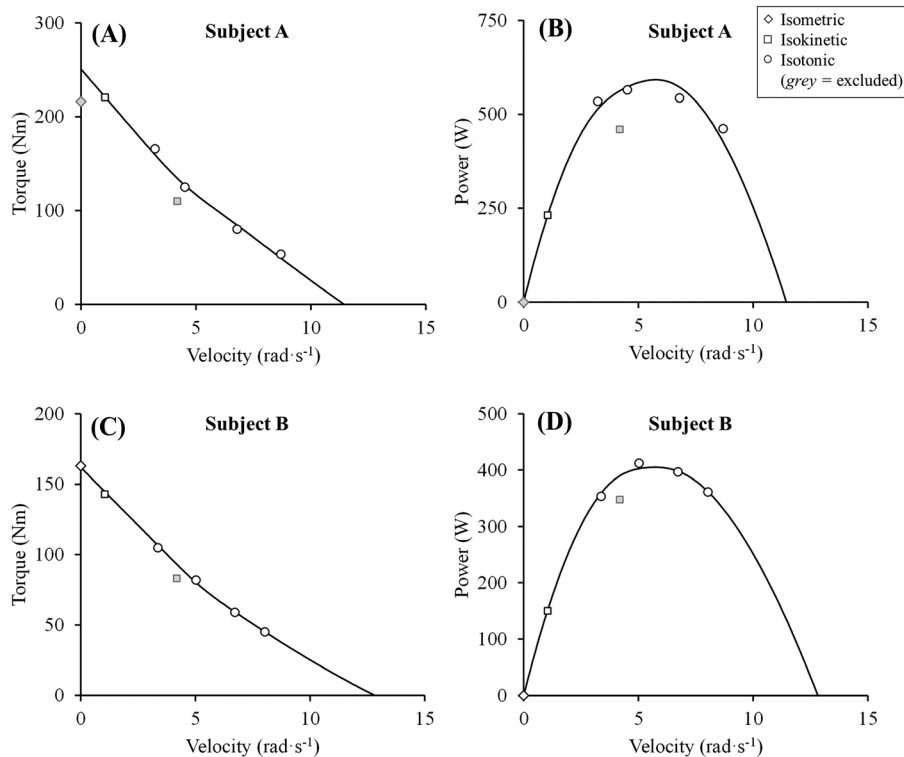 (A)
Subject A
300
200
100
0
0
5
10
15
Torque (Nm)
Velocity (rad·s⁻¹)
(B)
Subject A
750
500
250
0
0
5
10
15
Power (W)
Velocity (rad·s⁻¹)
Isometric
Isokinetic
Isotonic
(grey = excluded)
(C)
Subject B
200
150
100
50
0
0
5
10
15
Torque (Nm)
Velocity (rad·s⁻¹)
(D)
Subject B
500
400
300
200
100
0
0
5
10
15
Power (W)
Velocity (rad·s⁻¹)